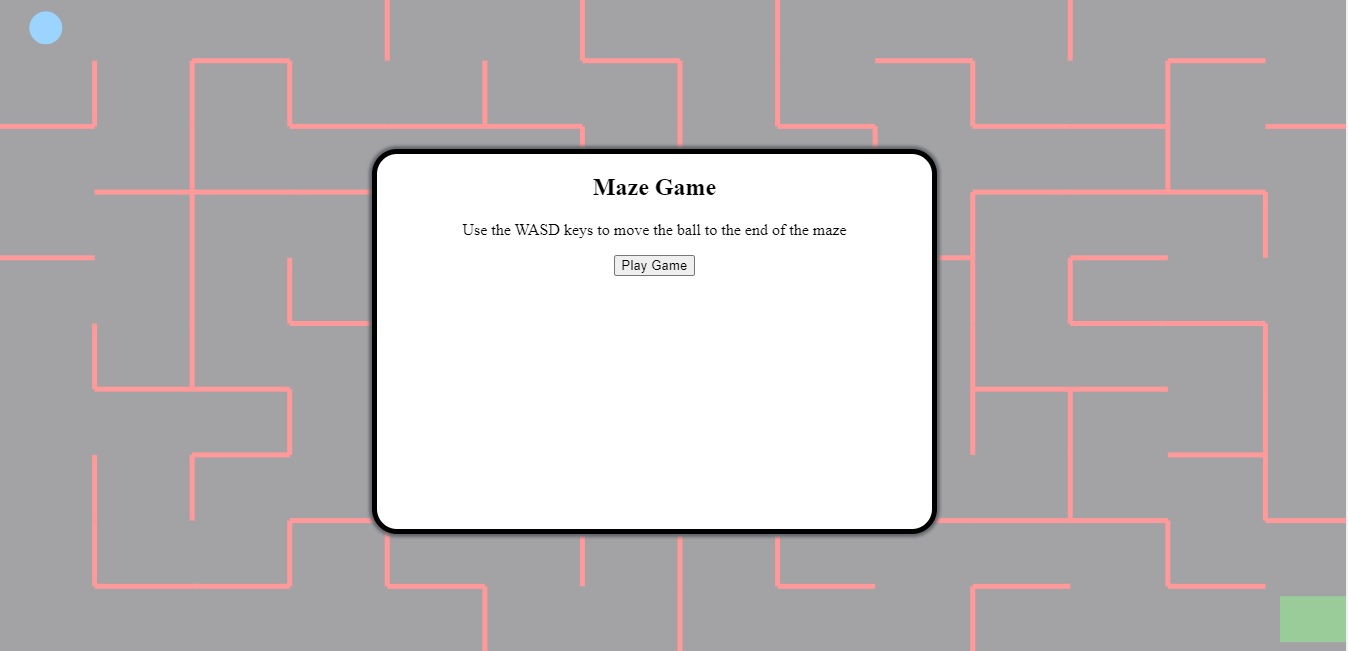 Maze Game
Use the WASD keys to move the ball to the end of the maze
Play Game